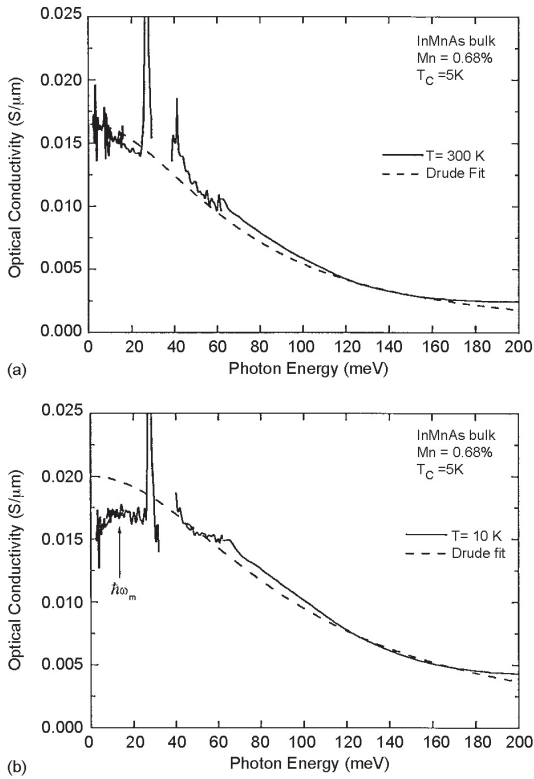 0.025
0.020
0.015
0.010
0.005
0.000
Optical Conductivity (S/μm)
InMnAs bulk
Mn = 0.68%
T_C =5K
T= 300 K
Drude Fit
0 20 40 60 80 100 120 140 160 180 200
(a)
Photon Energy (meV)
0.025
0.020
0.015
0.010
0.005
0.000
Optical Conductivity (S/μm)
InMnAs bulk
Mn = 0.68%
T_C =5K
T= 10 K
Drude fit
ℏω_m
0 20 40 60 80 100 120 140 160 180 200
(b)
Photon Energy (meV)